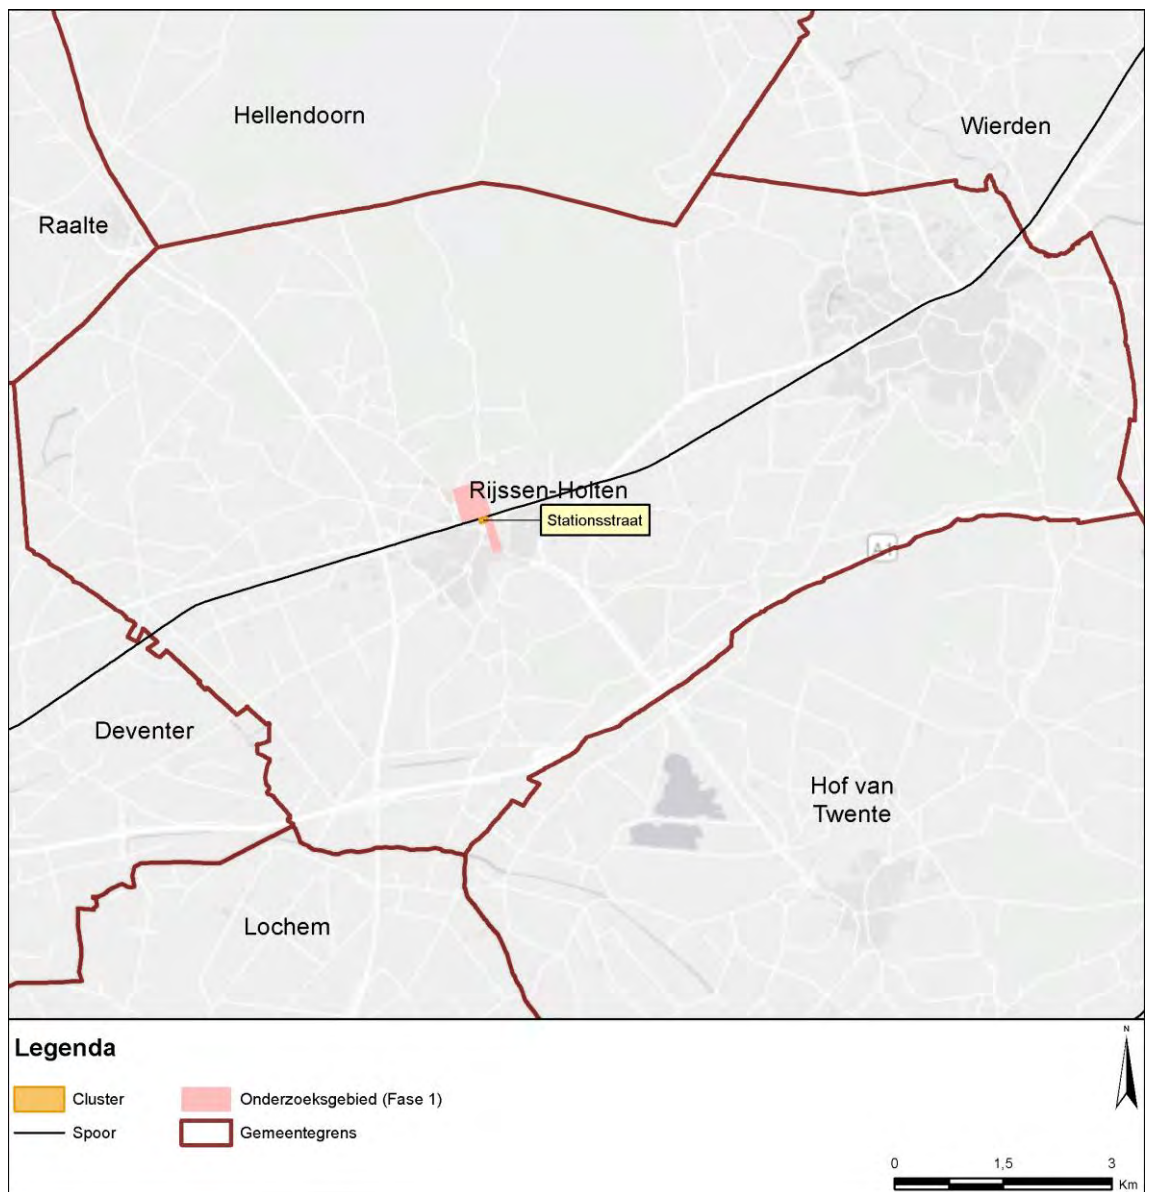 Hellendoorn
Wierden
Raalte
Rijssen-Holten
Stationsstraat
A1
Deventer
Hof van
Twente
Lochem
Legenda
Cluster
Onderzoeksgebied (Fase 1)
Spoor
Gemeentegrens
N
0 1,5 3
Km